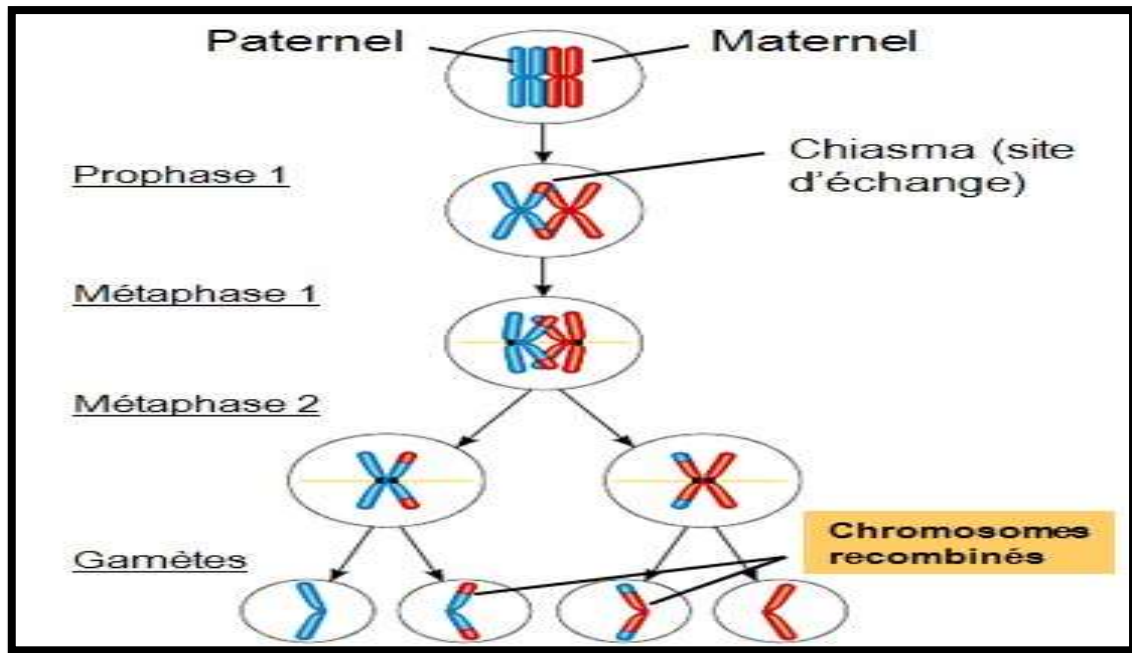 Paternel
Maternel
Prophase 1
Chiasma (site
d'échange)
Métaphase 1
Métaphase 2
Gamètes
Chromosomes
recombinés